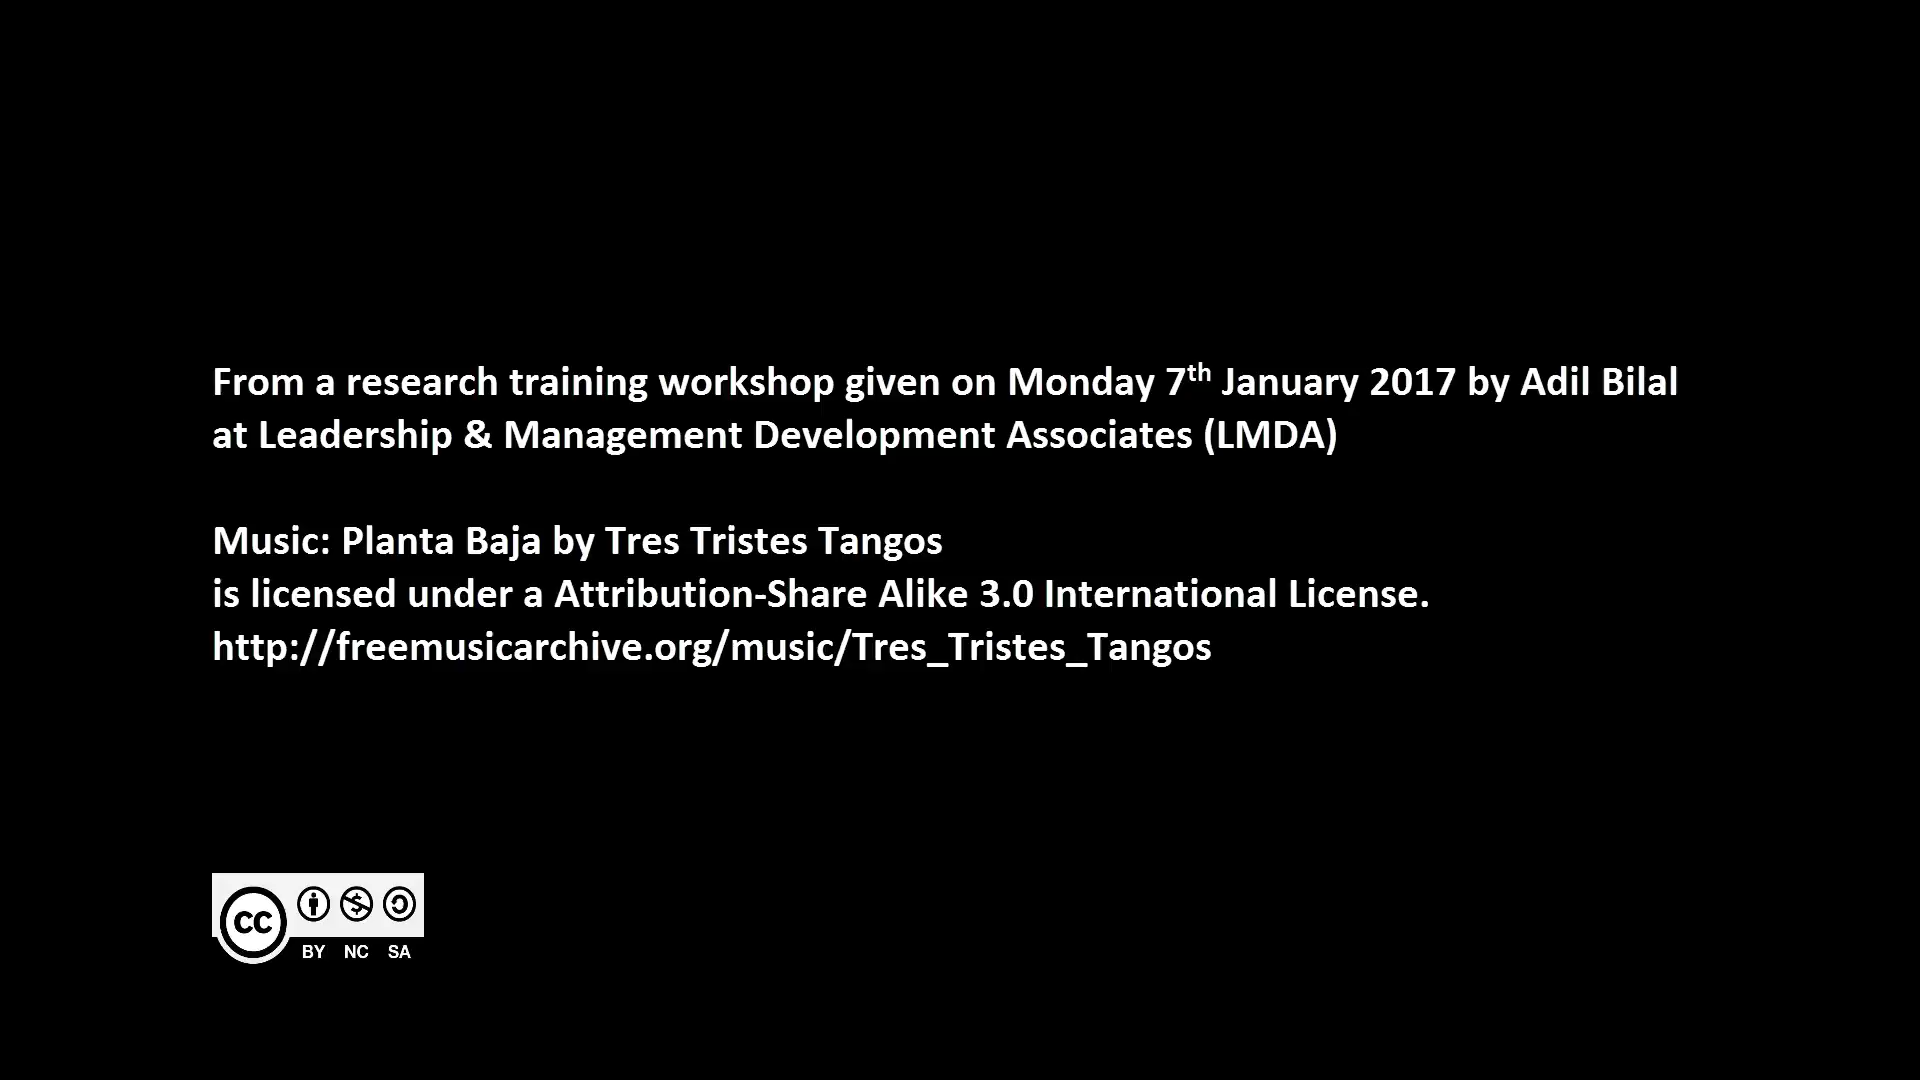 From a research training workshop given on Monday 7th January 2017 by Adil Bilal
at Leadership & Management Development Associates (LMDA)
Music: Planta Baja by Tres Tristes Tangos
is licensed under a Attribution-Share Alike 3.0 International License.
http://freemusicarchive.org/music/Tres_Tristes_Tangos
CC
BY NC SA